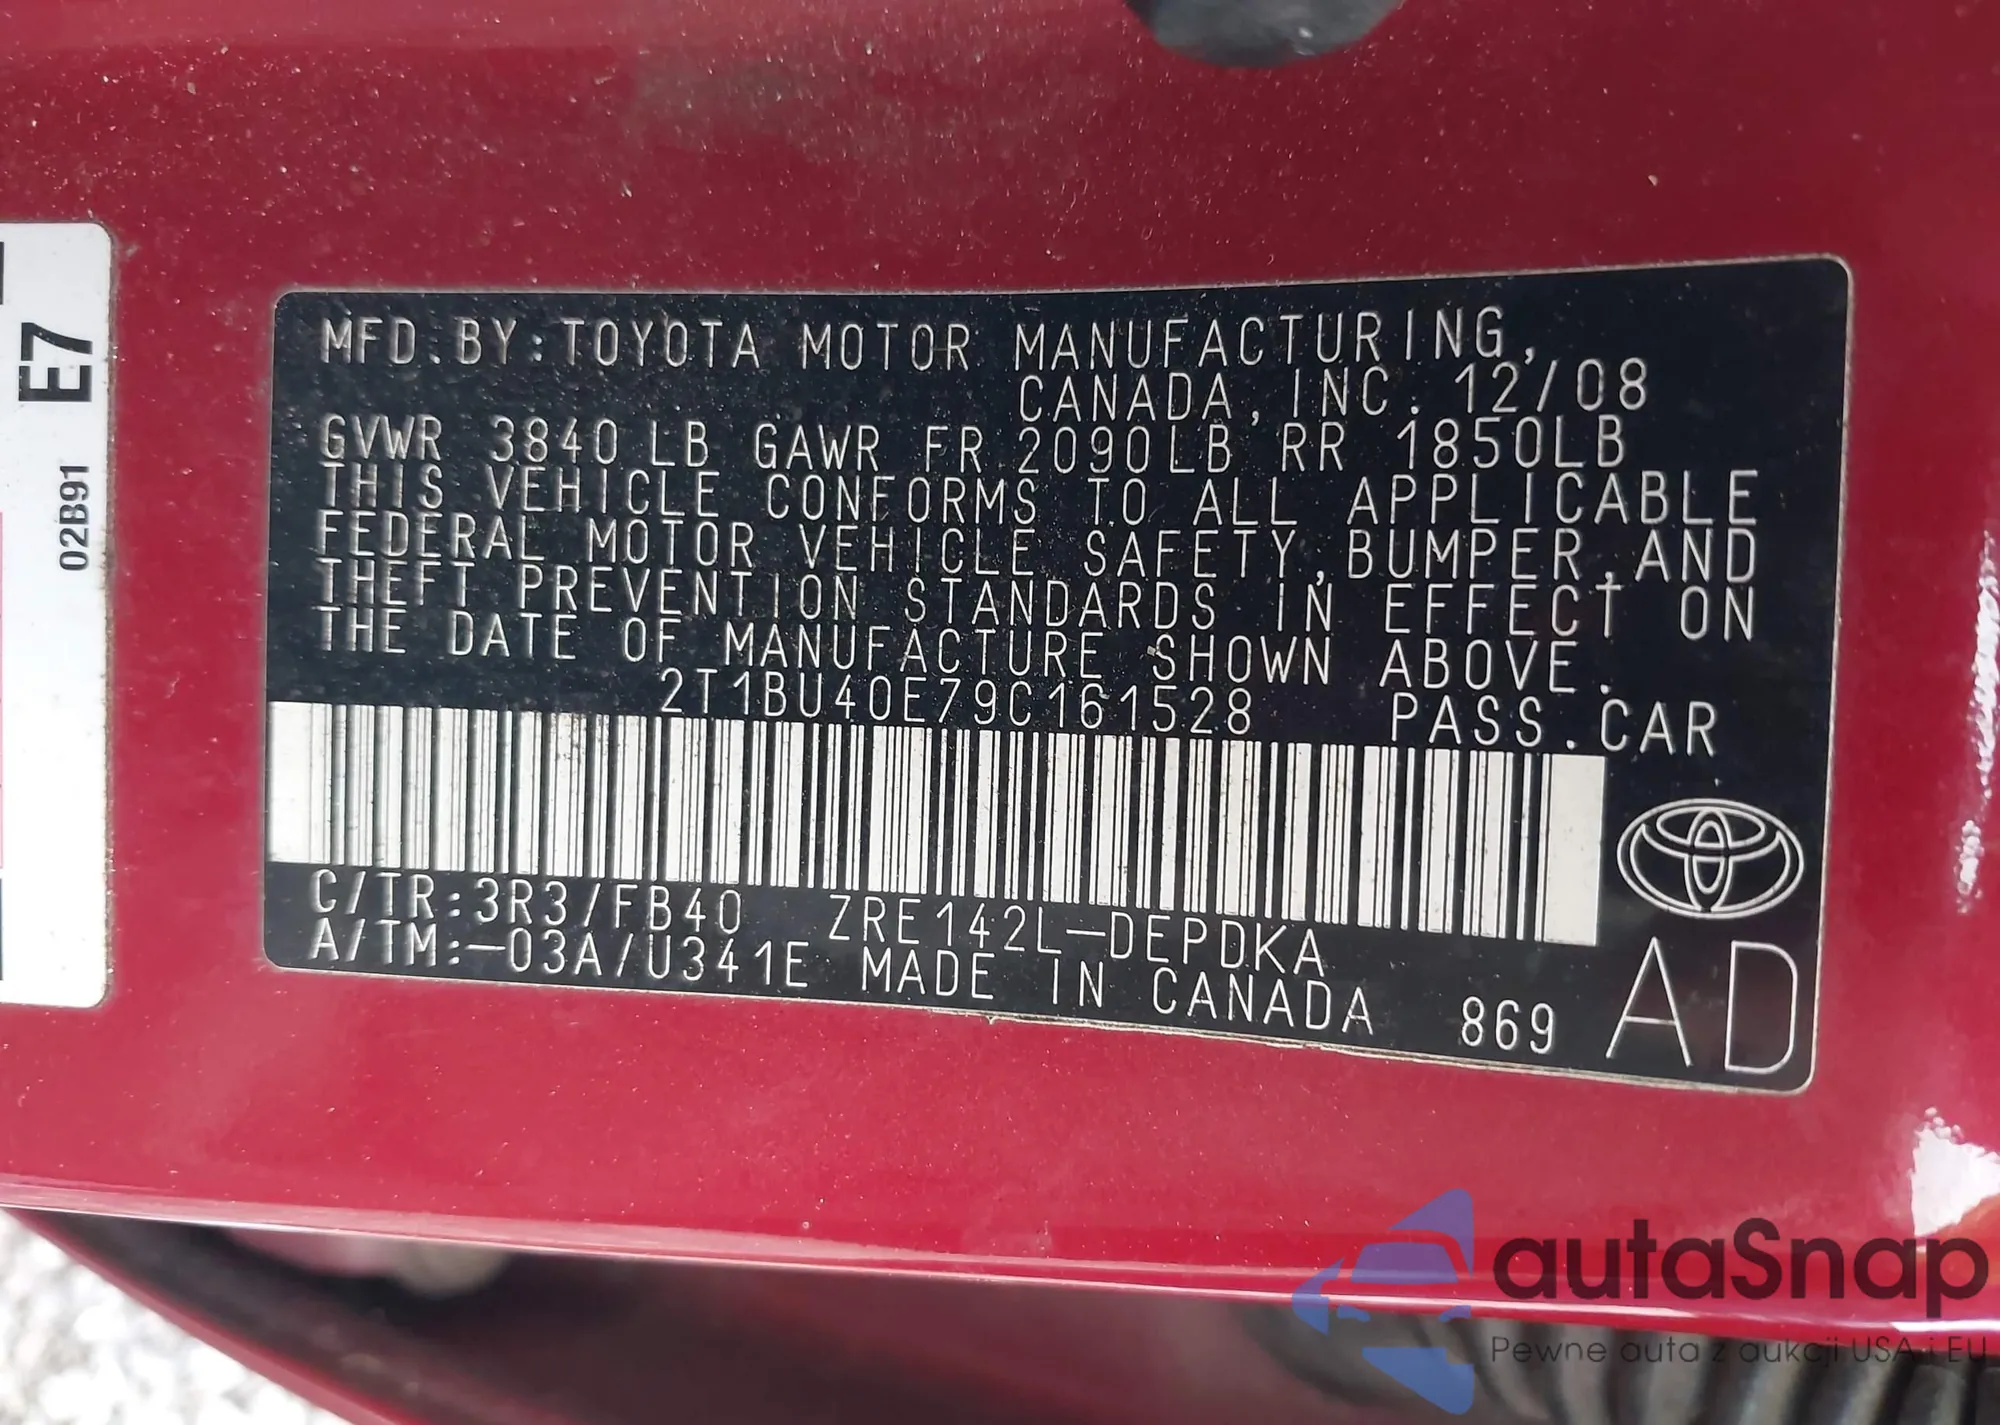 MFD.BY:TOYOTA MOTOR MANUFACTURING,
CANADA, INC. 12/08
GVWR 3840 LB GAWR FR 2090LB RR 1850LB
THIS VEHICLE CONFORMS TO ALL APPLICABLE
FEDERAL MOTOR VEHICLE SAFETY,BUMPER,AND
THEFT PREVENTION STANDARDS IN EFFECT ON
THE DATE OF MANUFACTURE SHOWN ABOVE.
2T1BU40E79C161528 PASS.CAR
C/TR:3R3/FB40 ZRE142L-DEPDKA
A/TM:-03A/U341E MADE IN CANADA 869 AD
E7
02B91
autaSnap
Pewne auta z aukcji USA i EU